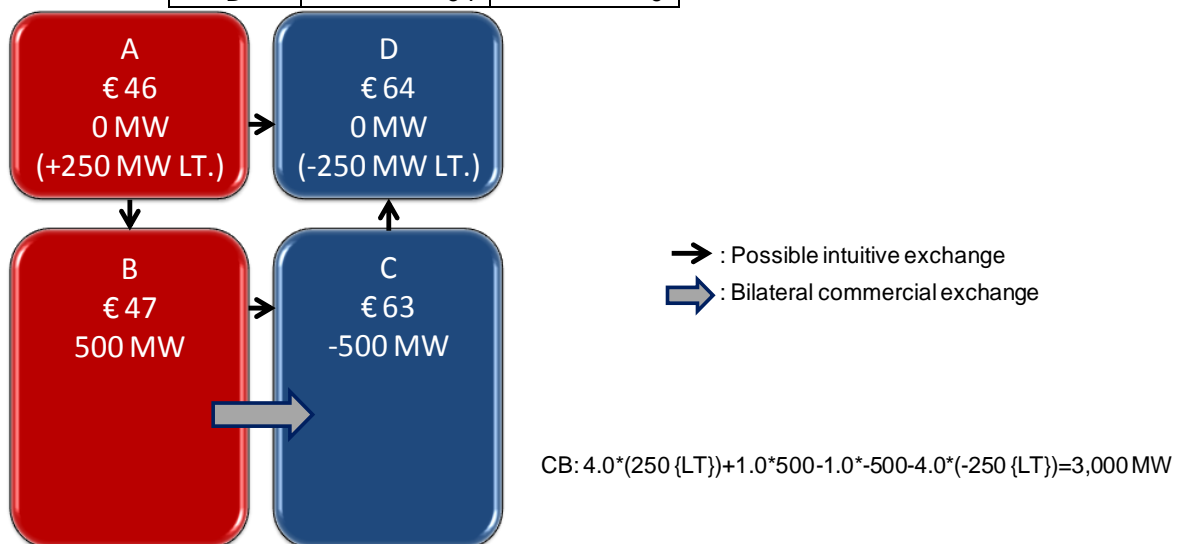 A
€ 46
0 MW
(+250 MW LT.)
D
€ 64
0 MW
(-250 MW LT.)
B
€ 47
500 MW
C
€ 63
-500 MW
: Possible intuitive exchange
: Bilateral commercial exchange
CB: 4.0*(250 {LT})+1.0*500-1.0*-500-4.0*(-250 {LT})=3,000 MW